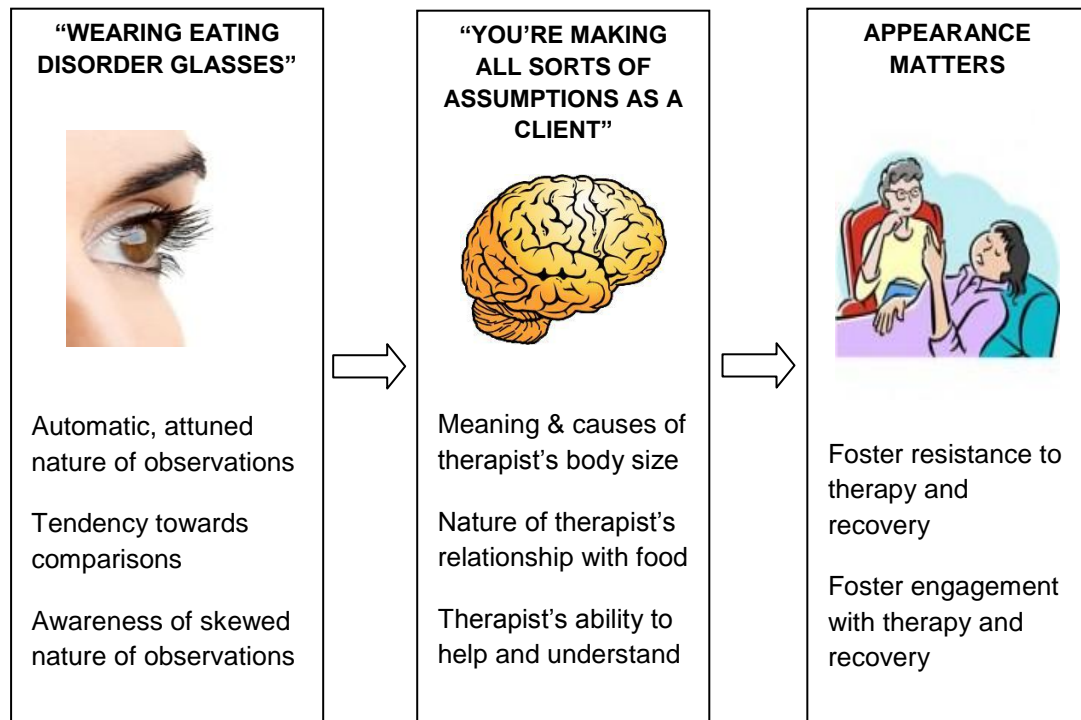 “WEARING EATING
DISORDER GLASSES”
Automatic, attuned
nature of observations
Tendency towards
comparisons
Awareness of skewed
nature of observations
“YOU’RE MAKING
ALL SORTS OF
ASSUMPTIONS AS A
CLIENT”
Meaning & causes of
therapist’s body size
Nature of therapist’s
relationship with food
Therapist’s ability to
help and understand
APPEARANCE
MATTERS
Foster resistance to
therapy and
recovery
Foster engagement
with therapy and
recovery